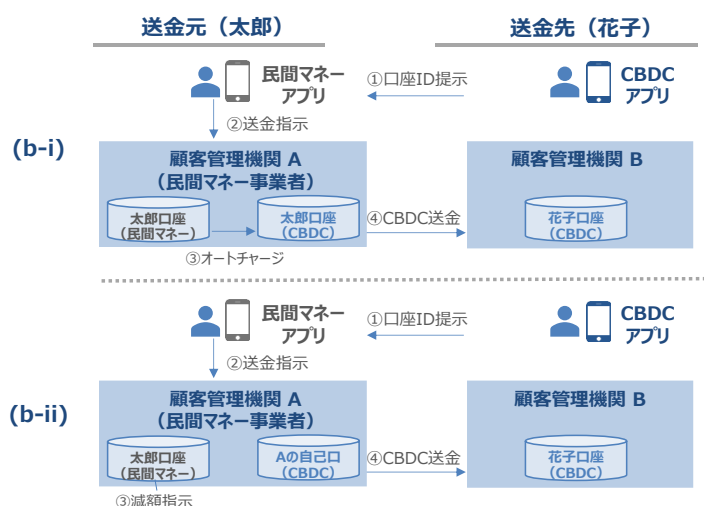 送金元（太郎）
送金先（花子）
民間マネー
アプリ
①口座ID提示
CBDC
アプリ
②送金指示
(b-i)
顧客管理機関 A
（民間マネー事業者）
顧客管理機関 B
太郎口座
（民間マネー）
太郎口座
（CBDC）
④CBDC送金
花子口座
（CBDC）
③オートチャージ
民間マネー
アプリ
①口座ID提示
CBDC
アプリ
②送金指示
(b-ii)
顧客管理機関 A
（民間マネー事業者）
顧客管理機関 B
太郎口座
（民間マネー）
Aの自己口
（CBDC）
④CBDC送金
花子口座
（CBDC）
③減額指示